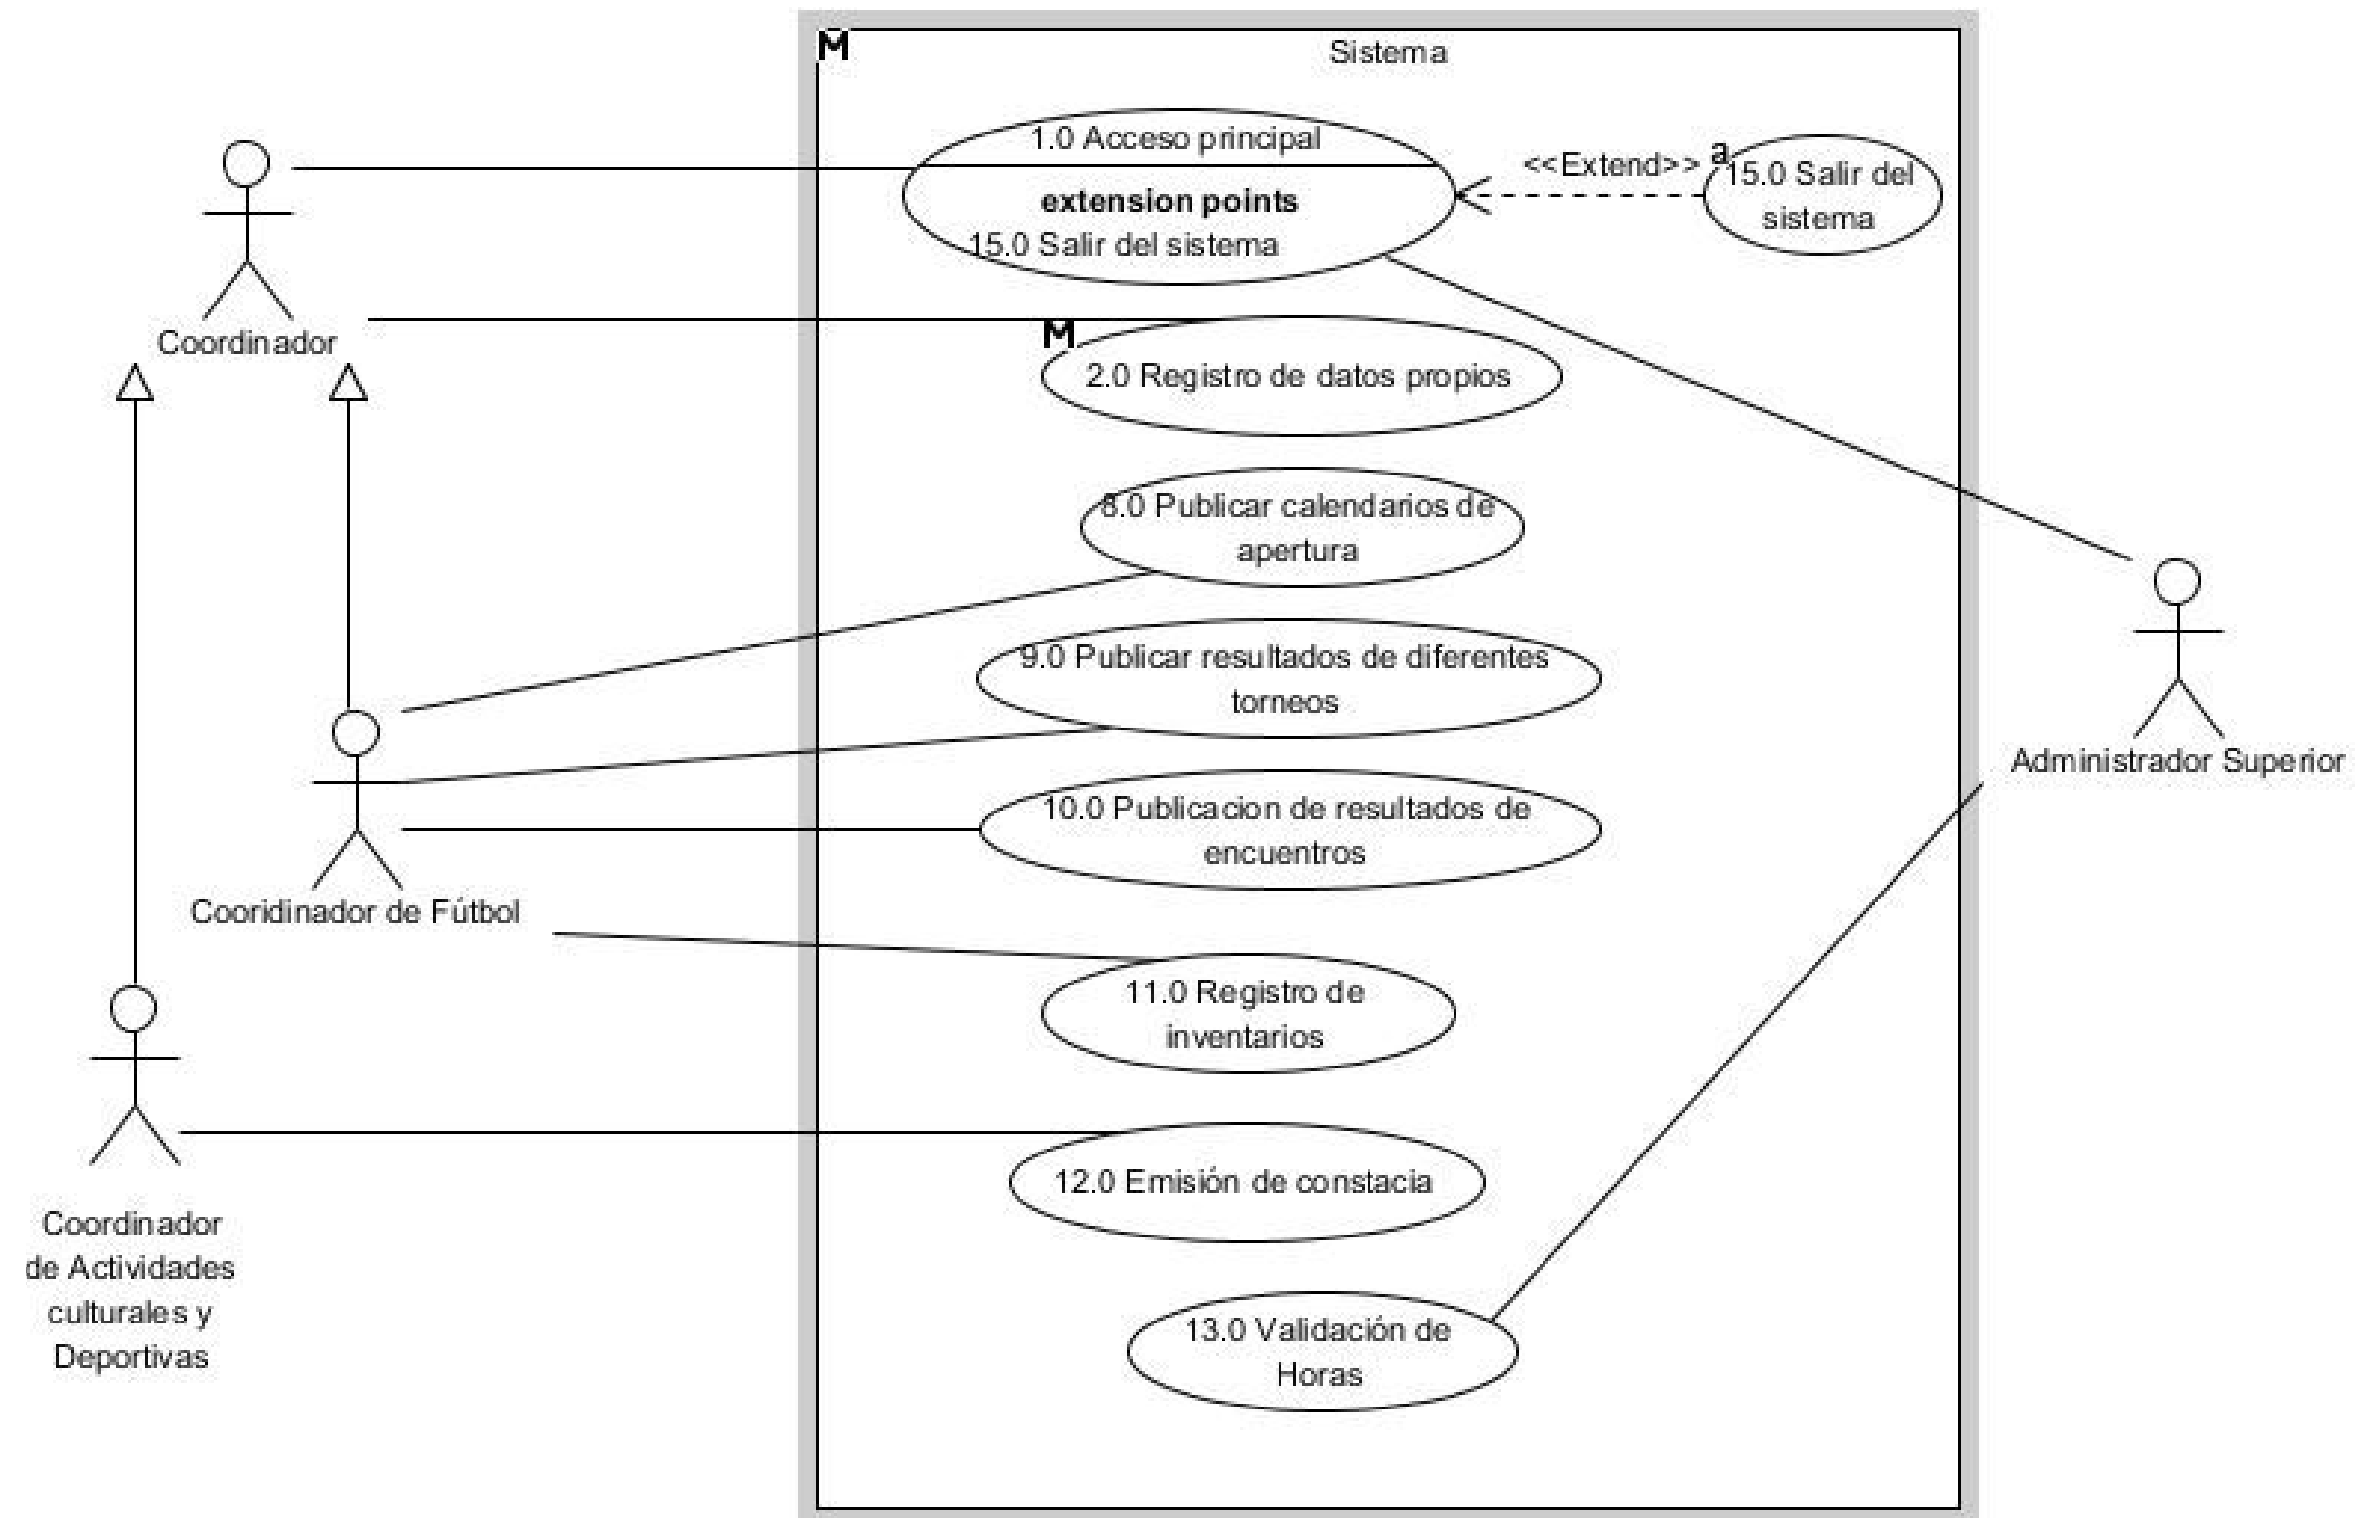 M
Sistema
1.0 Acceso principal
extension points
15.0 Salir del sistema
<<Extend>>
a
15.0 Salir del
sistema
Coordinador
M
2.0 Registro de datos propios
8.0 Publicar calendarios de
apertura
9.0 Publicar resultados de diferentes
torneos
Administrador Superior
10.0 Publicacion de resultados de
encuentros
Cooridinador de Fútbol
11.0 Registro de
inventarios
12.0 Emisión de constacia
Coordinador
de Actividades
culturales y
Deportivas
13.0 Validación de
Horas